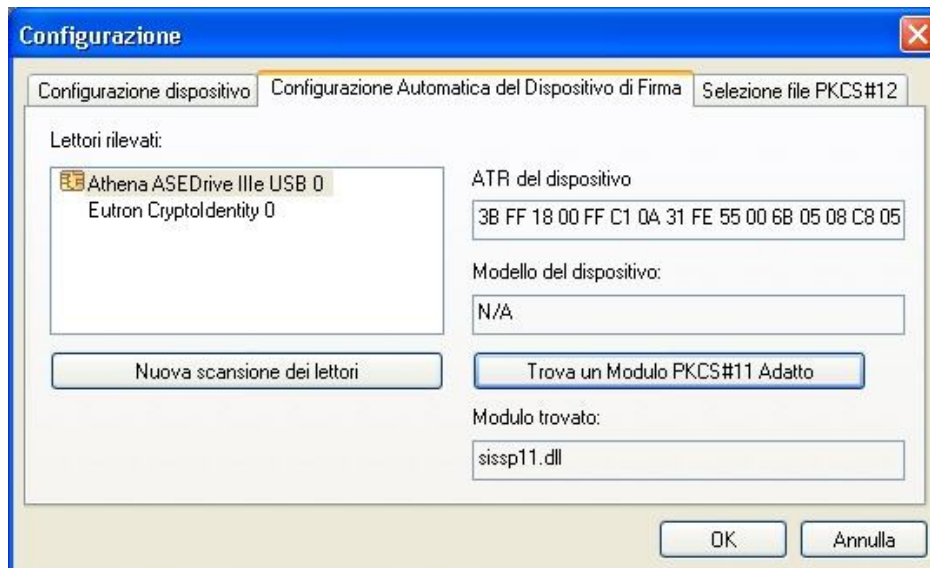 Configurazione
Configurazione dispositivo
Configurazione Automatica del Dispositivo di Firma
Selezione file PKCS#12
Lettori rilevati:
Athena ASEDrive IIIe USB 0
Eutron CryptoIdentity 0
Nuova scansione dei lettori
ATR del dispositivo
3B FF 18 00 FF C1 0A 31 FE 55 00 6B 05 08 C8 05
Modello del dispositivo:
N/A
Trova un Modulo PKCS#11 Adatto
Modulo trovato:
sissp11.dll
OK
Annulla